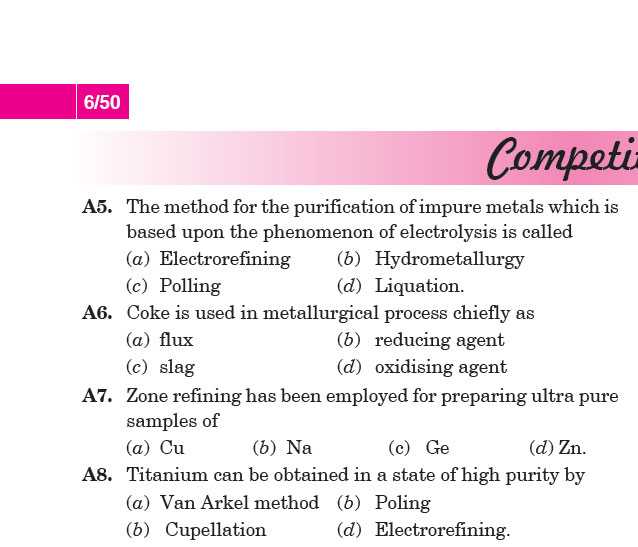 6/50
Competi
A5. The method for the purification of impure metals which is
based upon the phenomenon of electrolysis is called
(a) Electrorefining (b) Hydrometallurgy
(c) Polling (d) Liquation.
A6. Coke is used in metallurgical process chiefly as
(a) flux (b) reducing agent
(c) slag (d) oxidising agent
A7. Zone refining has been employed for preparing ultra pure
samples of
(a) Cu (b) Na (c) Ge (d) Zn.
A8. Titanium can be obtained in a state of high purity by
(a) Van Arkel method (b) Poling
(b) Cupellation (d) Electrorefining.